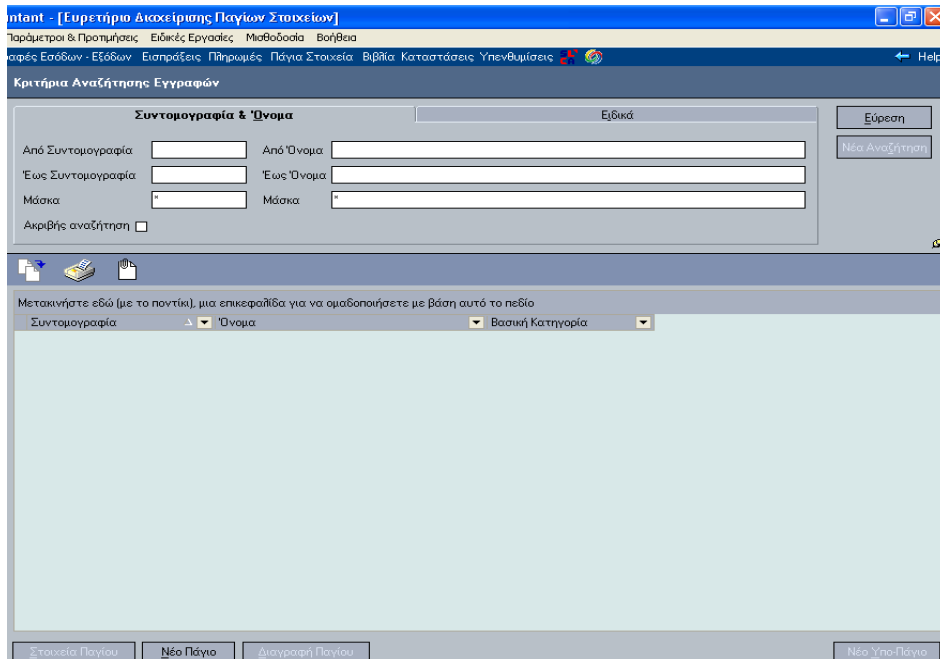 ntant - [Ευρετήριο Διαχείρισης Παγίων Στοιχείων]
Παράμετροι & Προτιμήσεις Ειδικές Εργασίες Μισθοδοσία Βοήθεια
ραφές Εσόδων - Εξόδων Εισπράξεις Πληρωμές Πάγια Στοιχεία Βιβλία Καταστάσεις Υπενθυμίσεις Help
Κριτήρια Αναζήτησης Εγγραφών
Συντομογραφία & Όνομα Ειδικά
Εύρεση
Από Συντομογραφία Από Όνομα
Νέα Αναζήτηση
Έως Συντομογραφία Έως Όνομα
Μάσκα * Μάσκα *
Ακριβής αναζήτηση
Μετακινήστε εδώ (με το ποντίκι), μια επικεφαλίδα για να ομαδοποιήσετε με βάση αυτό το πεδίο
Συντομογραφία Όνομα Βασική Κατηγορία
Στοιχεία Παγίου Νέο Πάγιο Διαγραφή Παγίου Νέο Υπο-Πάγιο